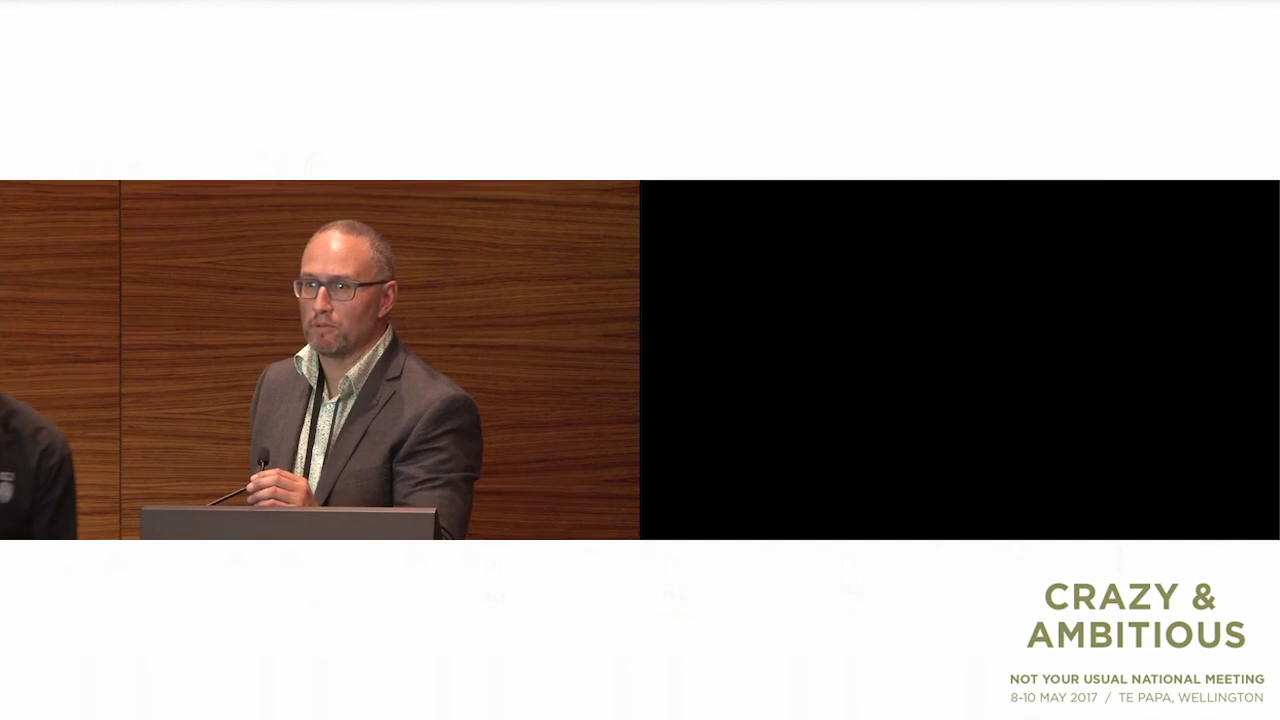 CRAZY &
AMBITIOUS
NOT YOUR USUAL NATIONAL MEETING
8-10 MAY 2017 / TE PAPA, WELLINGTON